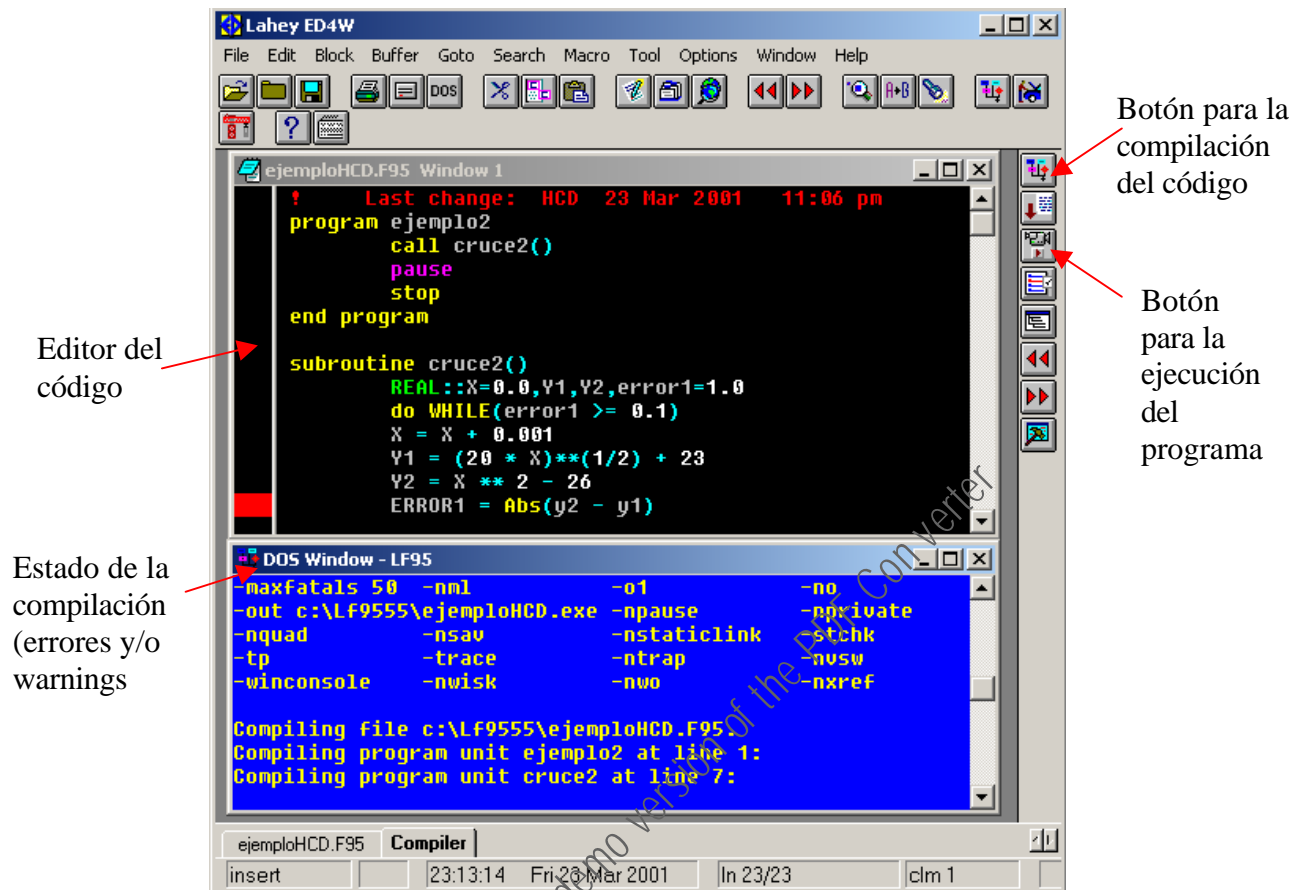 Lahey ED4W
File Edit Block Buffer Goto Search Macro Tool Options Window Help
DOS
A→B
?
ejemploHCD.F95 Window 1
! Last change: HCD 23 Mar 2001 11:06 pm
program ejemplo2
call cruce2()
pause
stop
end program
subroutine cruce2()
REAL::X=0.0,Y1,Y2,error1=1.0
do WHILE(error1 >= 0.1)
X = X + 0.001
Y1 = (20 * X)**(1/2) + 23
Y2 = X ** 2 - 26
ERROR1 = Abs(y2 - y1)
DOS Window - LF95
-maxfatals 50 -nml -o1 -no
-out c:\Lf9555\ejemploHCD.exe -npause -nprivate
-nquad -nsav -nstaticlink -stchk
-tp -trace -ntrap -nvsw
-winconsole -nwisk -nwo -nxref
Compiling file c:\Lf9555\ejemploHCD.F95.
Compiling program unit ejemplo2 at line 1:
Compiling program unit cruce2 at line 7:
ejemploHCD.F95 Compiler
insert 23:13:14 Fri 23 Mar 2001 ln 23/23 clm 1
Editor del
código
Estado de la
compilación
(errores y/o
warnings
Botón para la
compilación
del código
Botón
para la
ejecución
del
programa
demo version of the PDF Converter